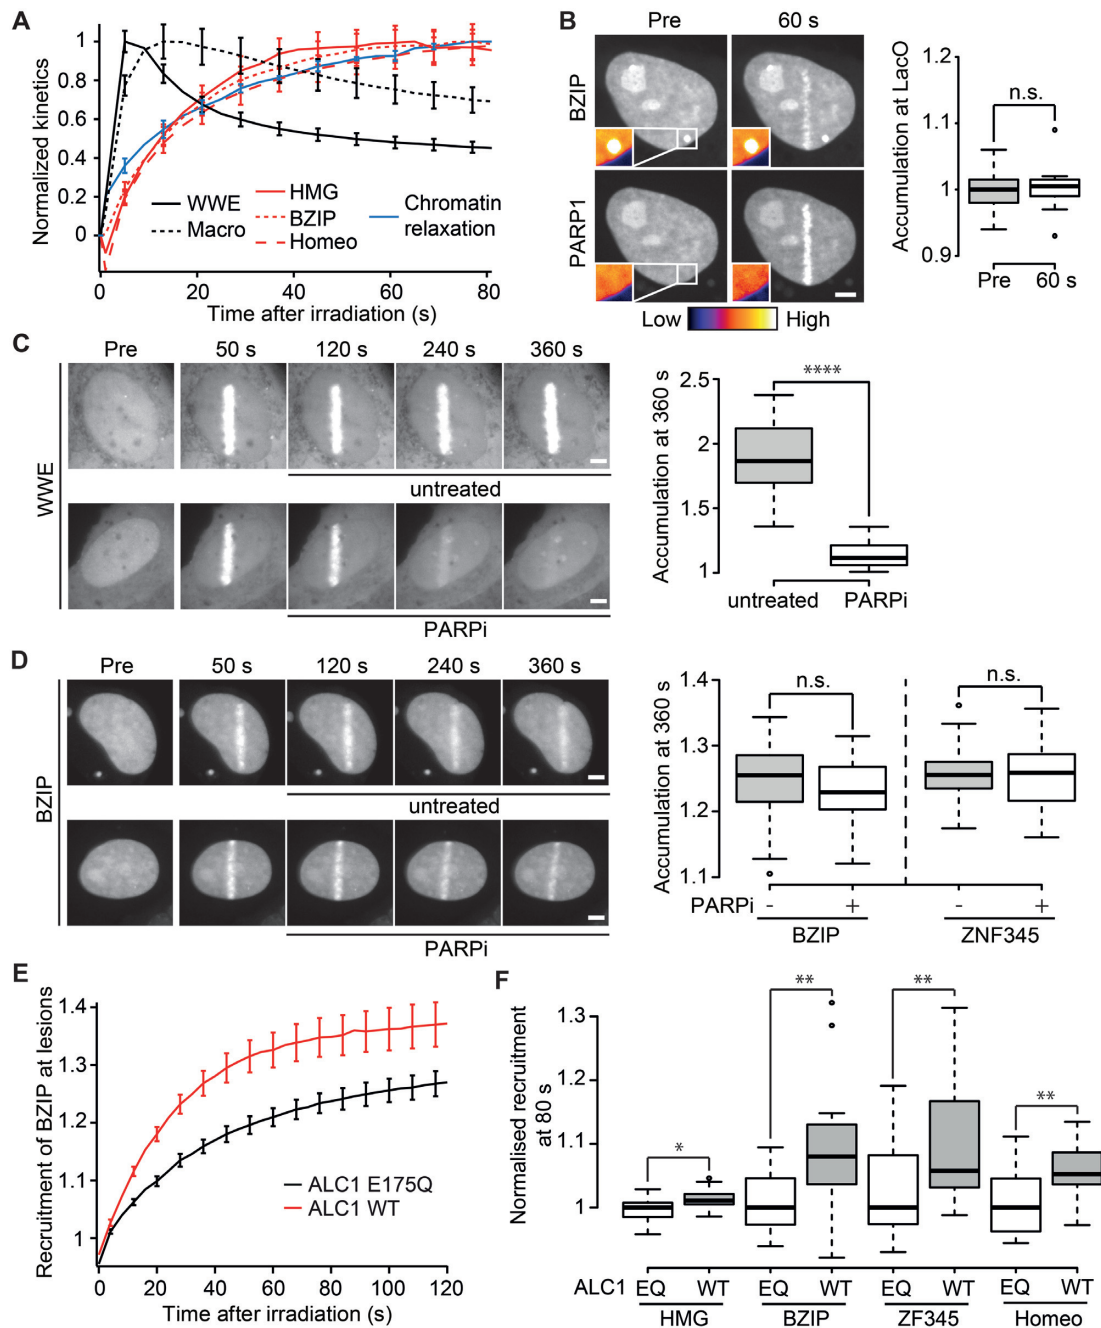 A
Normalized kinetics
1
0.8
0.6
0.4
0.2
0
WWE
Macro
HMG
BZIP
Homeo
Chromatin
relaxation
0 20 40 60 80
Time after irradiation (s)
B
Pre 60 s
BZIP
PARP1
Low High
Accumulation at LacO
1.2
1.1
1
0.9
n.s.
Pre 60 s
C
Pre 50 s 120 s 240 s 360 s
WWE
untreated
PARPi
Accumulation at 360 s
2.5
2
1.5
1
****
untreated PARPi
D
Pre 50 s 120 s 240 s 360 s
BZIP
untreated
PARPi
Accumulation at 360 s
1.4
1.3
1.2
1.1
n.s. n.s.
PARPi - + - +
BZIP ZNF345
E
Recruitment of BZIP at lesions
1.4
1.3
1.2
1.1
1
ALC1 E175Q
ALC1 WT
0 20 40 60 80 100 120
Time after irradiation (s)
F
Normalised recruitment
at 80 s
1.3
1.2
1.1
1
* ** ** **
ALC1 EQ WT EQ WT EQ WT EQ WT
HMG BZIP ZF345 Homeo